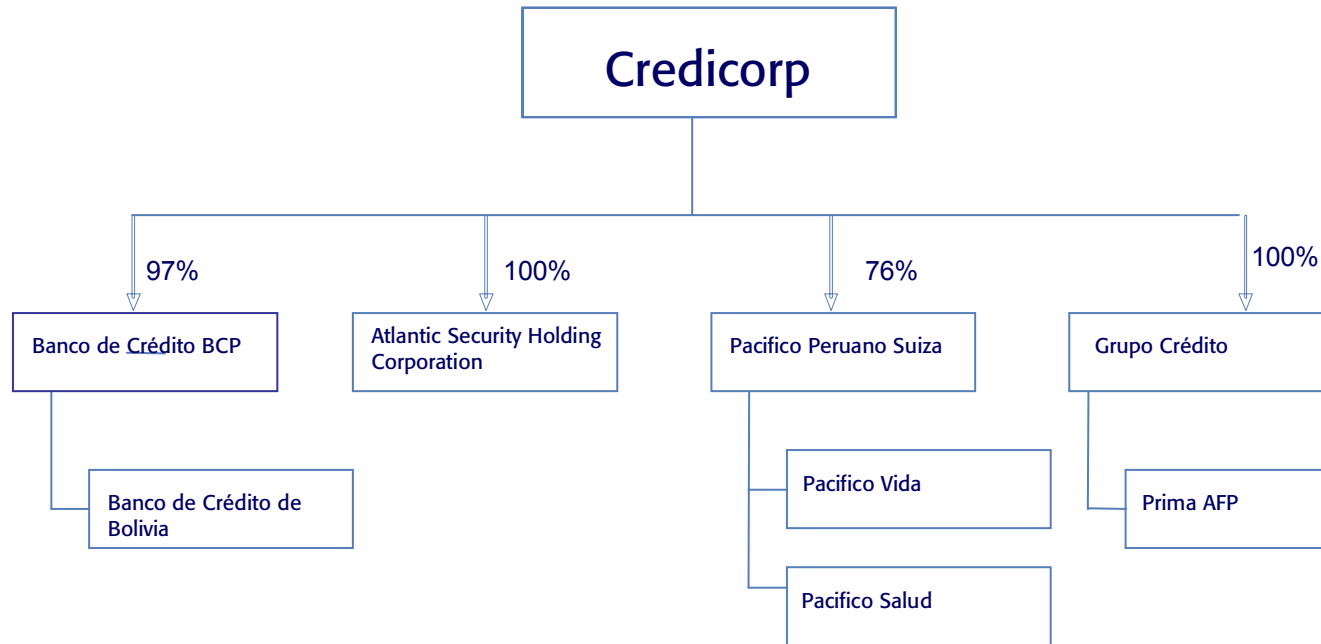 Credicorp
97%
100%
76%
100%
Banco de Crédito BCP
Atlantic Security Holding
Corporation
Pacifico Peruano Suiza
Grupo Crédito
Banco de Crédito de
Bolivia
Pacifico Vida
Prima AFP
Pacifico Salud